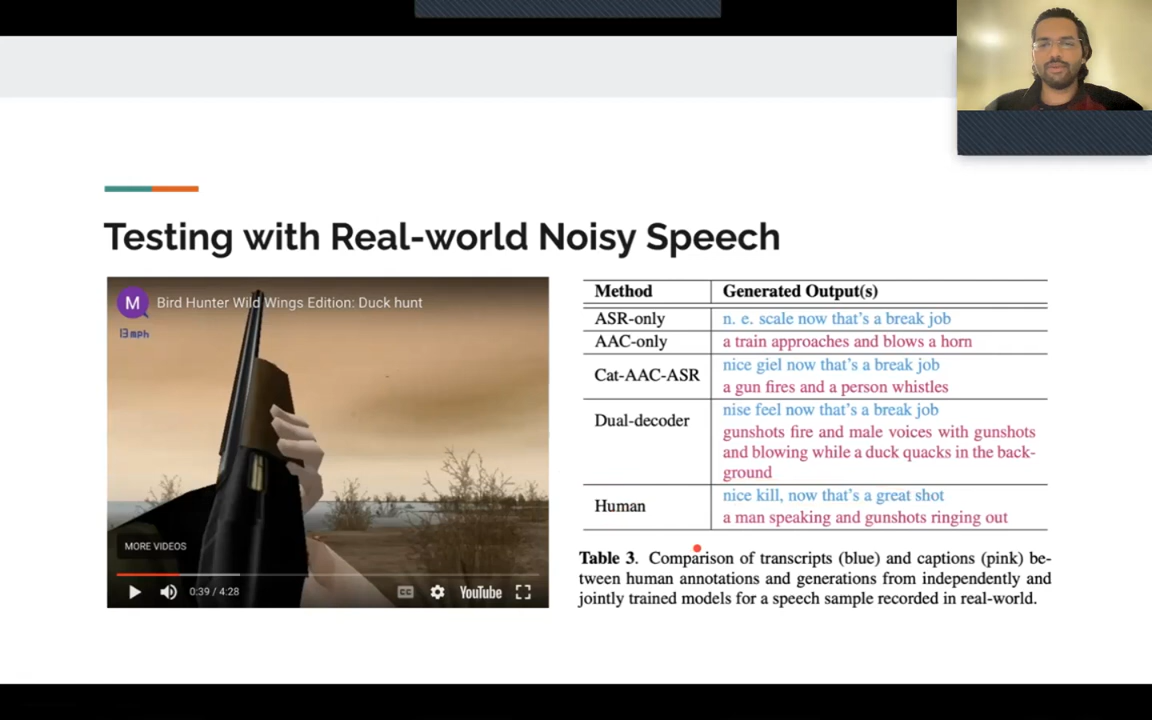 Testing with Real-world Noisy Speech
M
Bird Hunter Wild Wings Edition: Duck hunt
13 mph
MORE VIDEOS
0:39 / 4:28
CC
YouTube
Method Generated Output(s)
ASR-only n. e. scale now that's a break job
AAC-only a train approaches and blows a horn
Cat-AAC-ASR nice giel now that's a break job
a gun fires and a person whistles
Dual-decoder nise feel now that's a break job
gunshots fire and male voices with gunshots
and blowing while a duck quacks in the back-
ground
Human nice kill, now that's a great shot
a man speaking and gunshots ringing out
Table 3. Comparison of transcripts (blue) and captions (pink) be-
tween human annotations and generations from independently and
jointly trained models for a speech sample recorded in real-world.